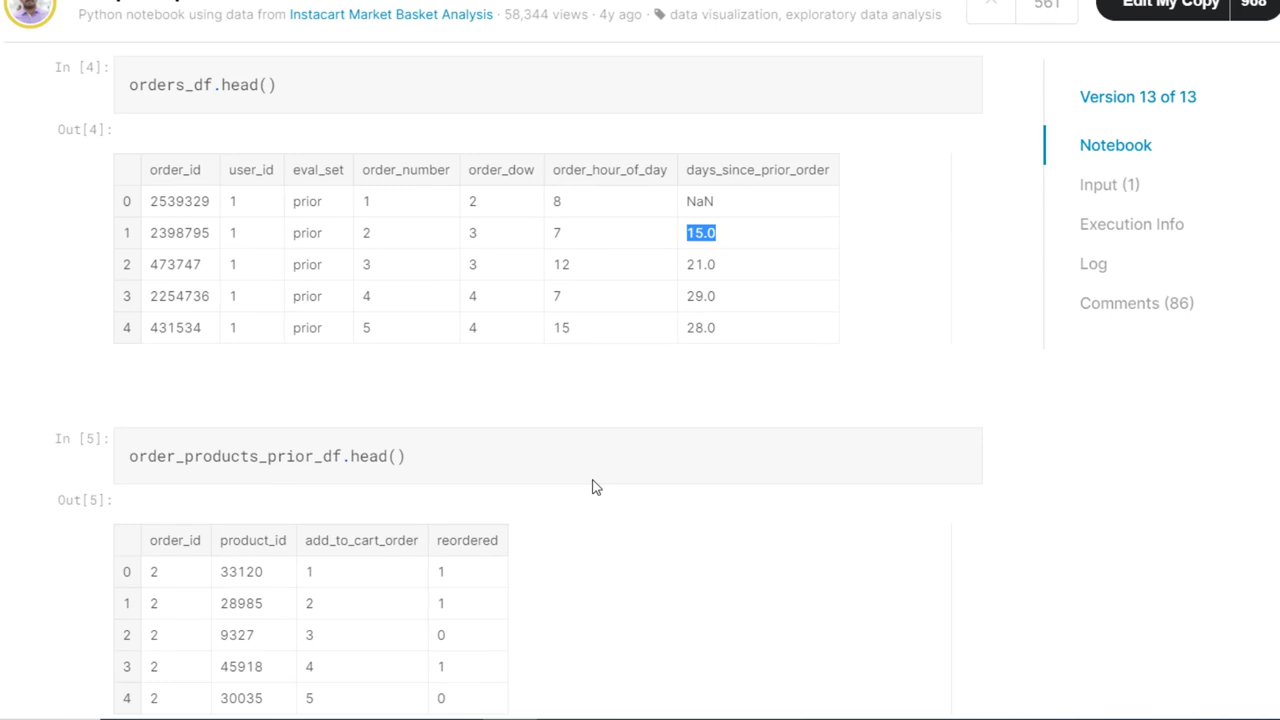 561
Edit My Copy 968
Python notebook using data from Instacart Market Basket Analysis · 58,344 views · 4y ago · data visualization, exploratory data analysis
In [4]:
orders_df.head()
Version 13 of 13
Out[4]:
Notebook
order_id user_id eval_set order_number order_dow order_hour_of_day days_since_prior_order
Input (1)
0 2539329 1 prior 1 2 8 NaN
Execution Info
1 2398795 1 prior 2 3 7 15.0
Log
2 473747 1 prior 3 3 12 21.0
3 2254736 1 prior 4 4 7 29.0
Comments (86)
4 431534 1 prior 5 4 15 28.0
In [5]:
order_products_prior_df.head()
Out[5]:
order_id product_id add_to_cart_order reordered
0 2 33120 1 1
1 2 28985 2 1
2 2 9327 3 0
3 2 45918 4 1
4 2 30035 5 0